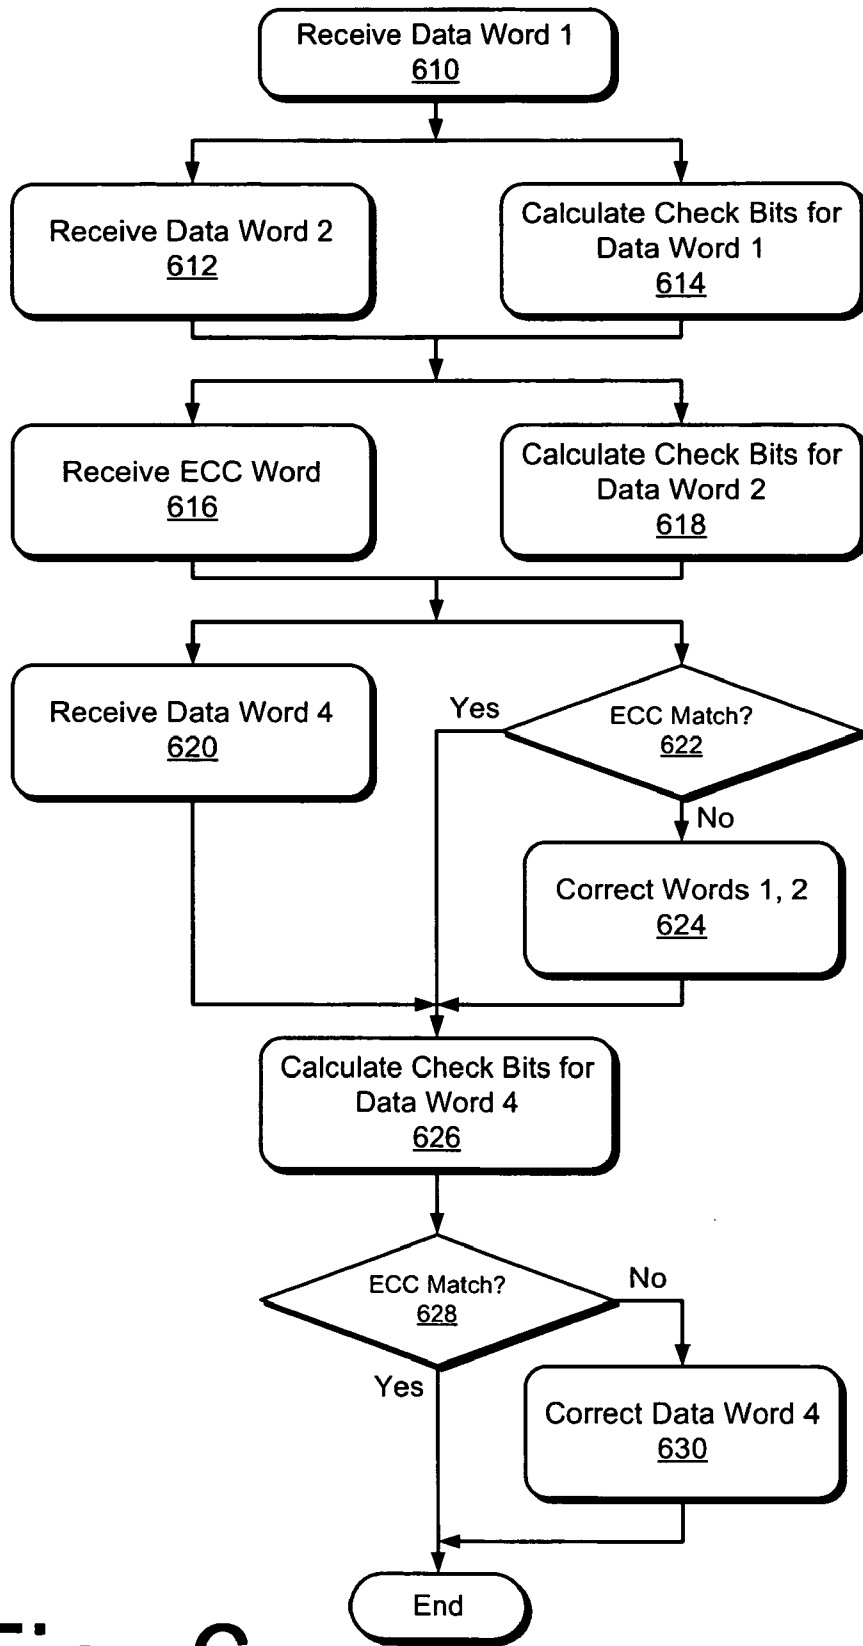 Receive Data Word 1
610
Receive Data Word 2
612
Calculate Check Bits for
Data Word 1
614
Receive ECC Word
616
Calculate Check Bits for
Data Word 2
618
Receive Data Word 4
620
Yes
ECC Match?
622
No
Correct Words 1, 2
624
Calculate Check Bits for
Data Word 4
626
ECC Match?
628
No
Yes
Correct Data Word 4
630
End